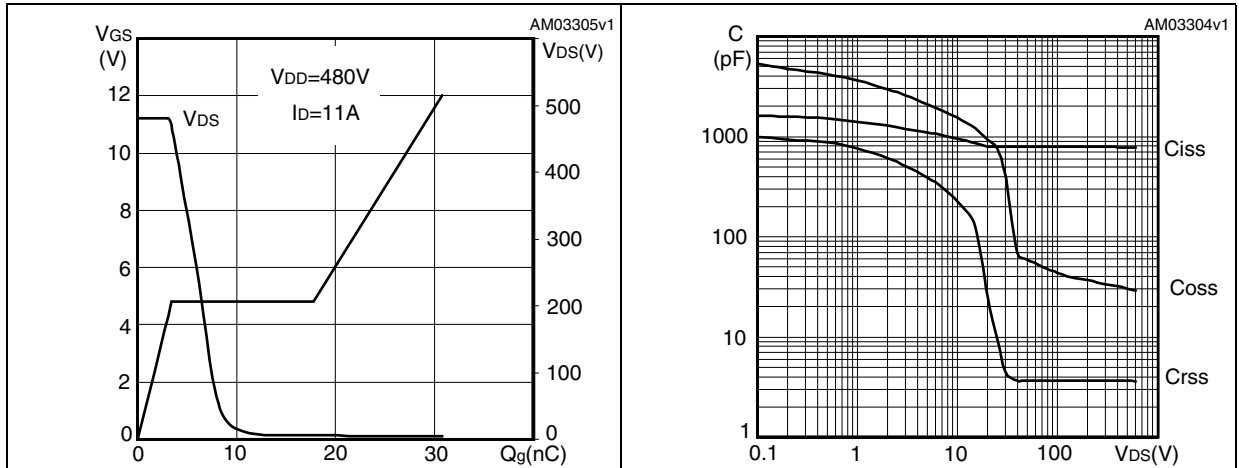 AM03305v1
VGS
(V)
VDS(V)
VDD=480V
ID=11A
VDS
12
10
8
6
4
2
0
500
400
300
200
100
0
0 10 20 30 Qg(nC)
AM03304v1
C
(pF)
1000
100
10
1
Ciss
Coss
Crss
0.1 1 10 100 VDS(V)